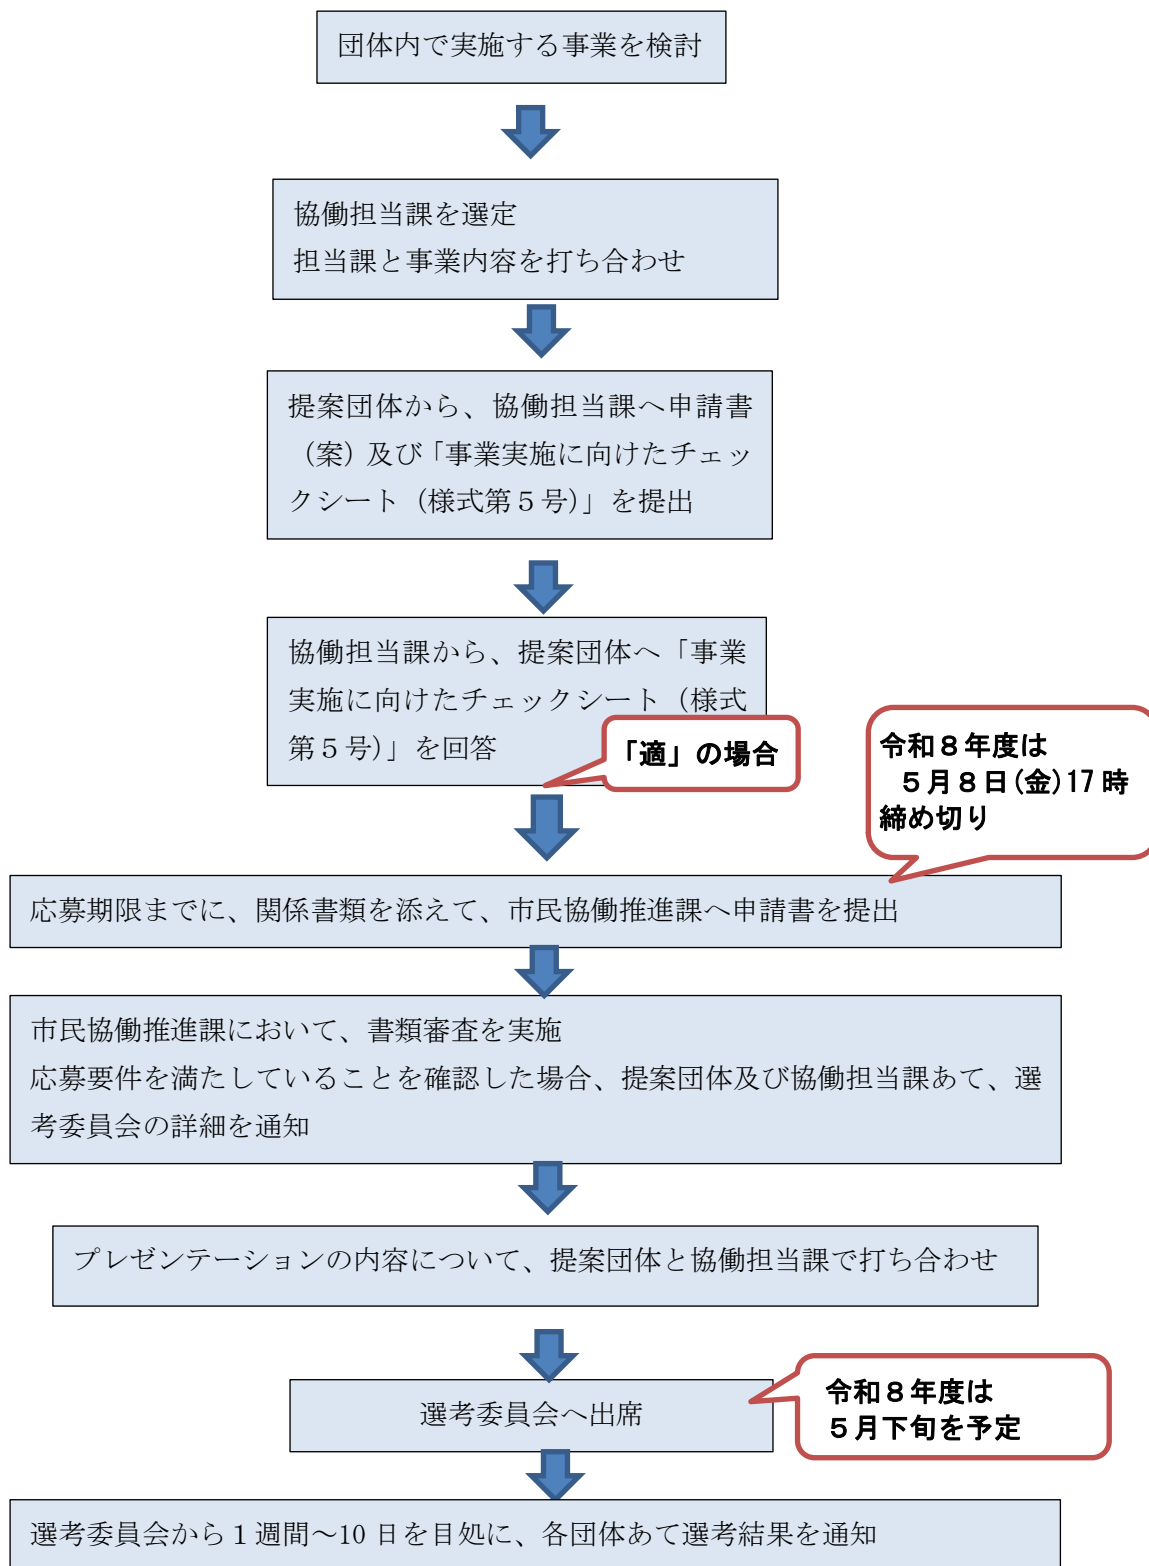 団体内で実施する事業を検討
協働担当課を選定
担当課と事業内容を打ち合わせ
提案団体から、協働担当課へ申請書
（案）及び「事業実施に向けたチェッ
クシート（様式第５号）」を提出
協働担当課から、提案団体へ「事業
実施に向けたチェックシート（様式
第５号）」を回答
「適」の場合
令和８年度は
５月８日(金)17時
締め切り
応募期限までに、関係書類を添えて、市民協働推進課へ申請書を提出
市民協働推進課において、書類審査を実施
応募要件を満たしていることを確認した場合、提案団体及び協働担当課あて、選
考委員会の詳細を通知
プレゼンテーションの内容について、提案団体と協働担当課で打ち合わせ
選考委員会へ出席
令和８年度は
５月下旬を予定
選考委員会から１週間～10日を目処に、各団体あて選考結果を通知